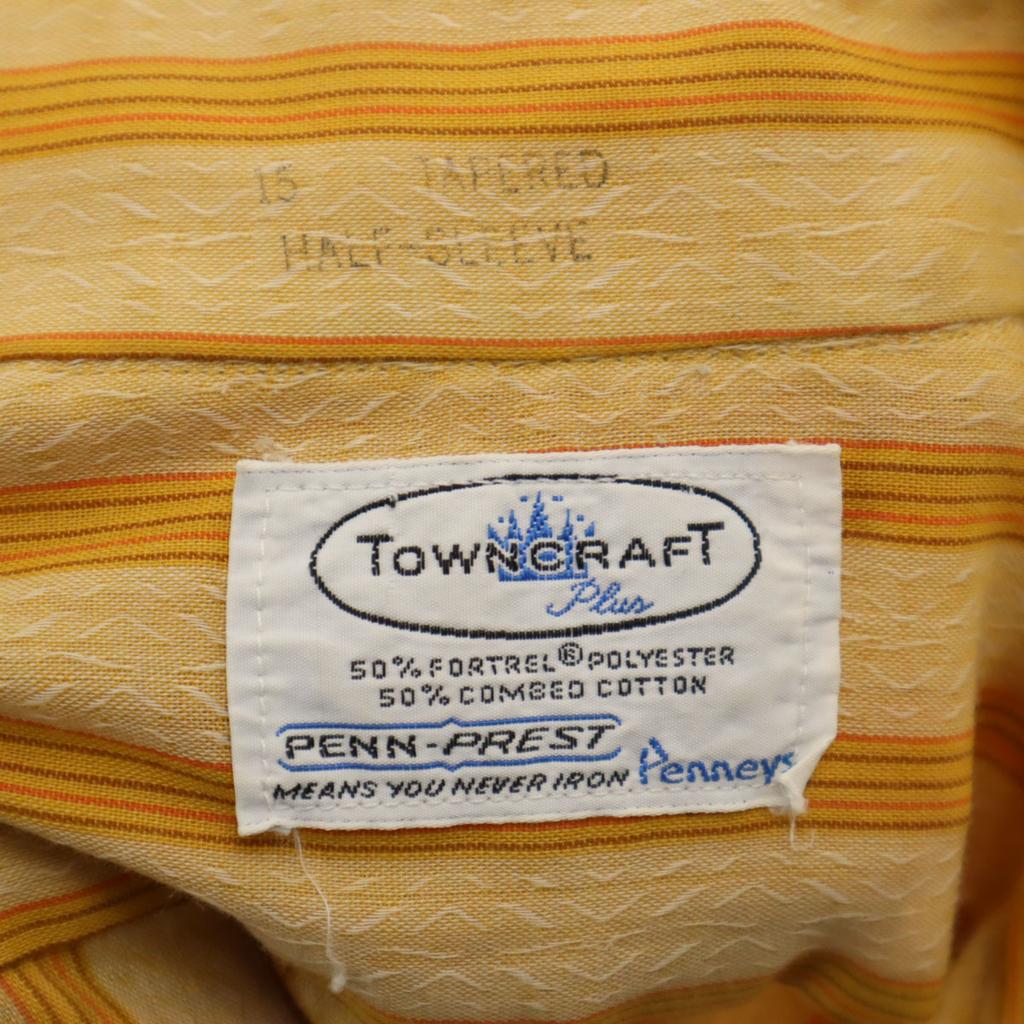 15 TAPERED
HALF-SLEEVE
TOWNCRAFT
Plus
50% FORTREL® POLYESTER
50% COMBED COTTON
PENN-PREST
MEANS YOU NEVER IRON
Penneys